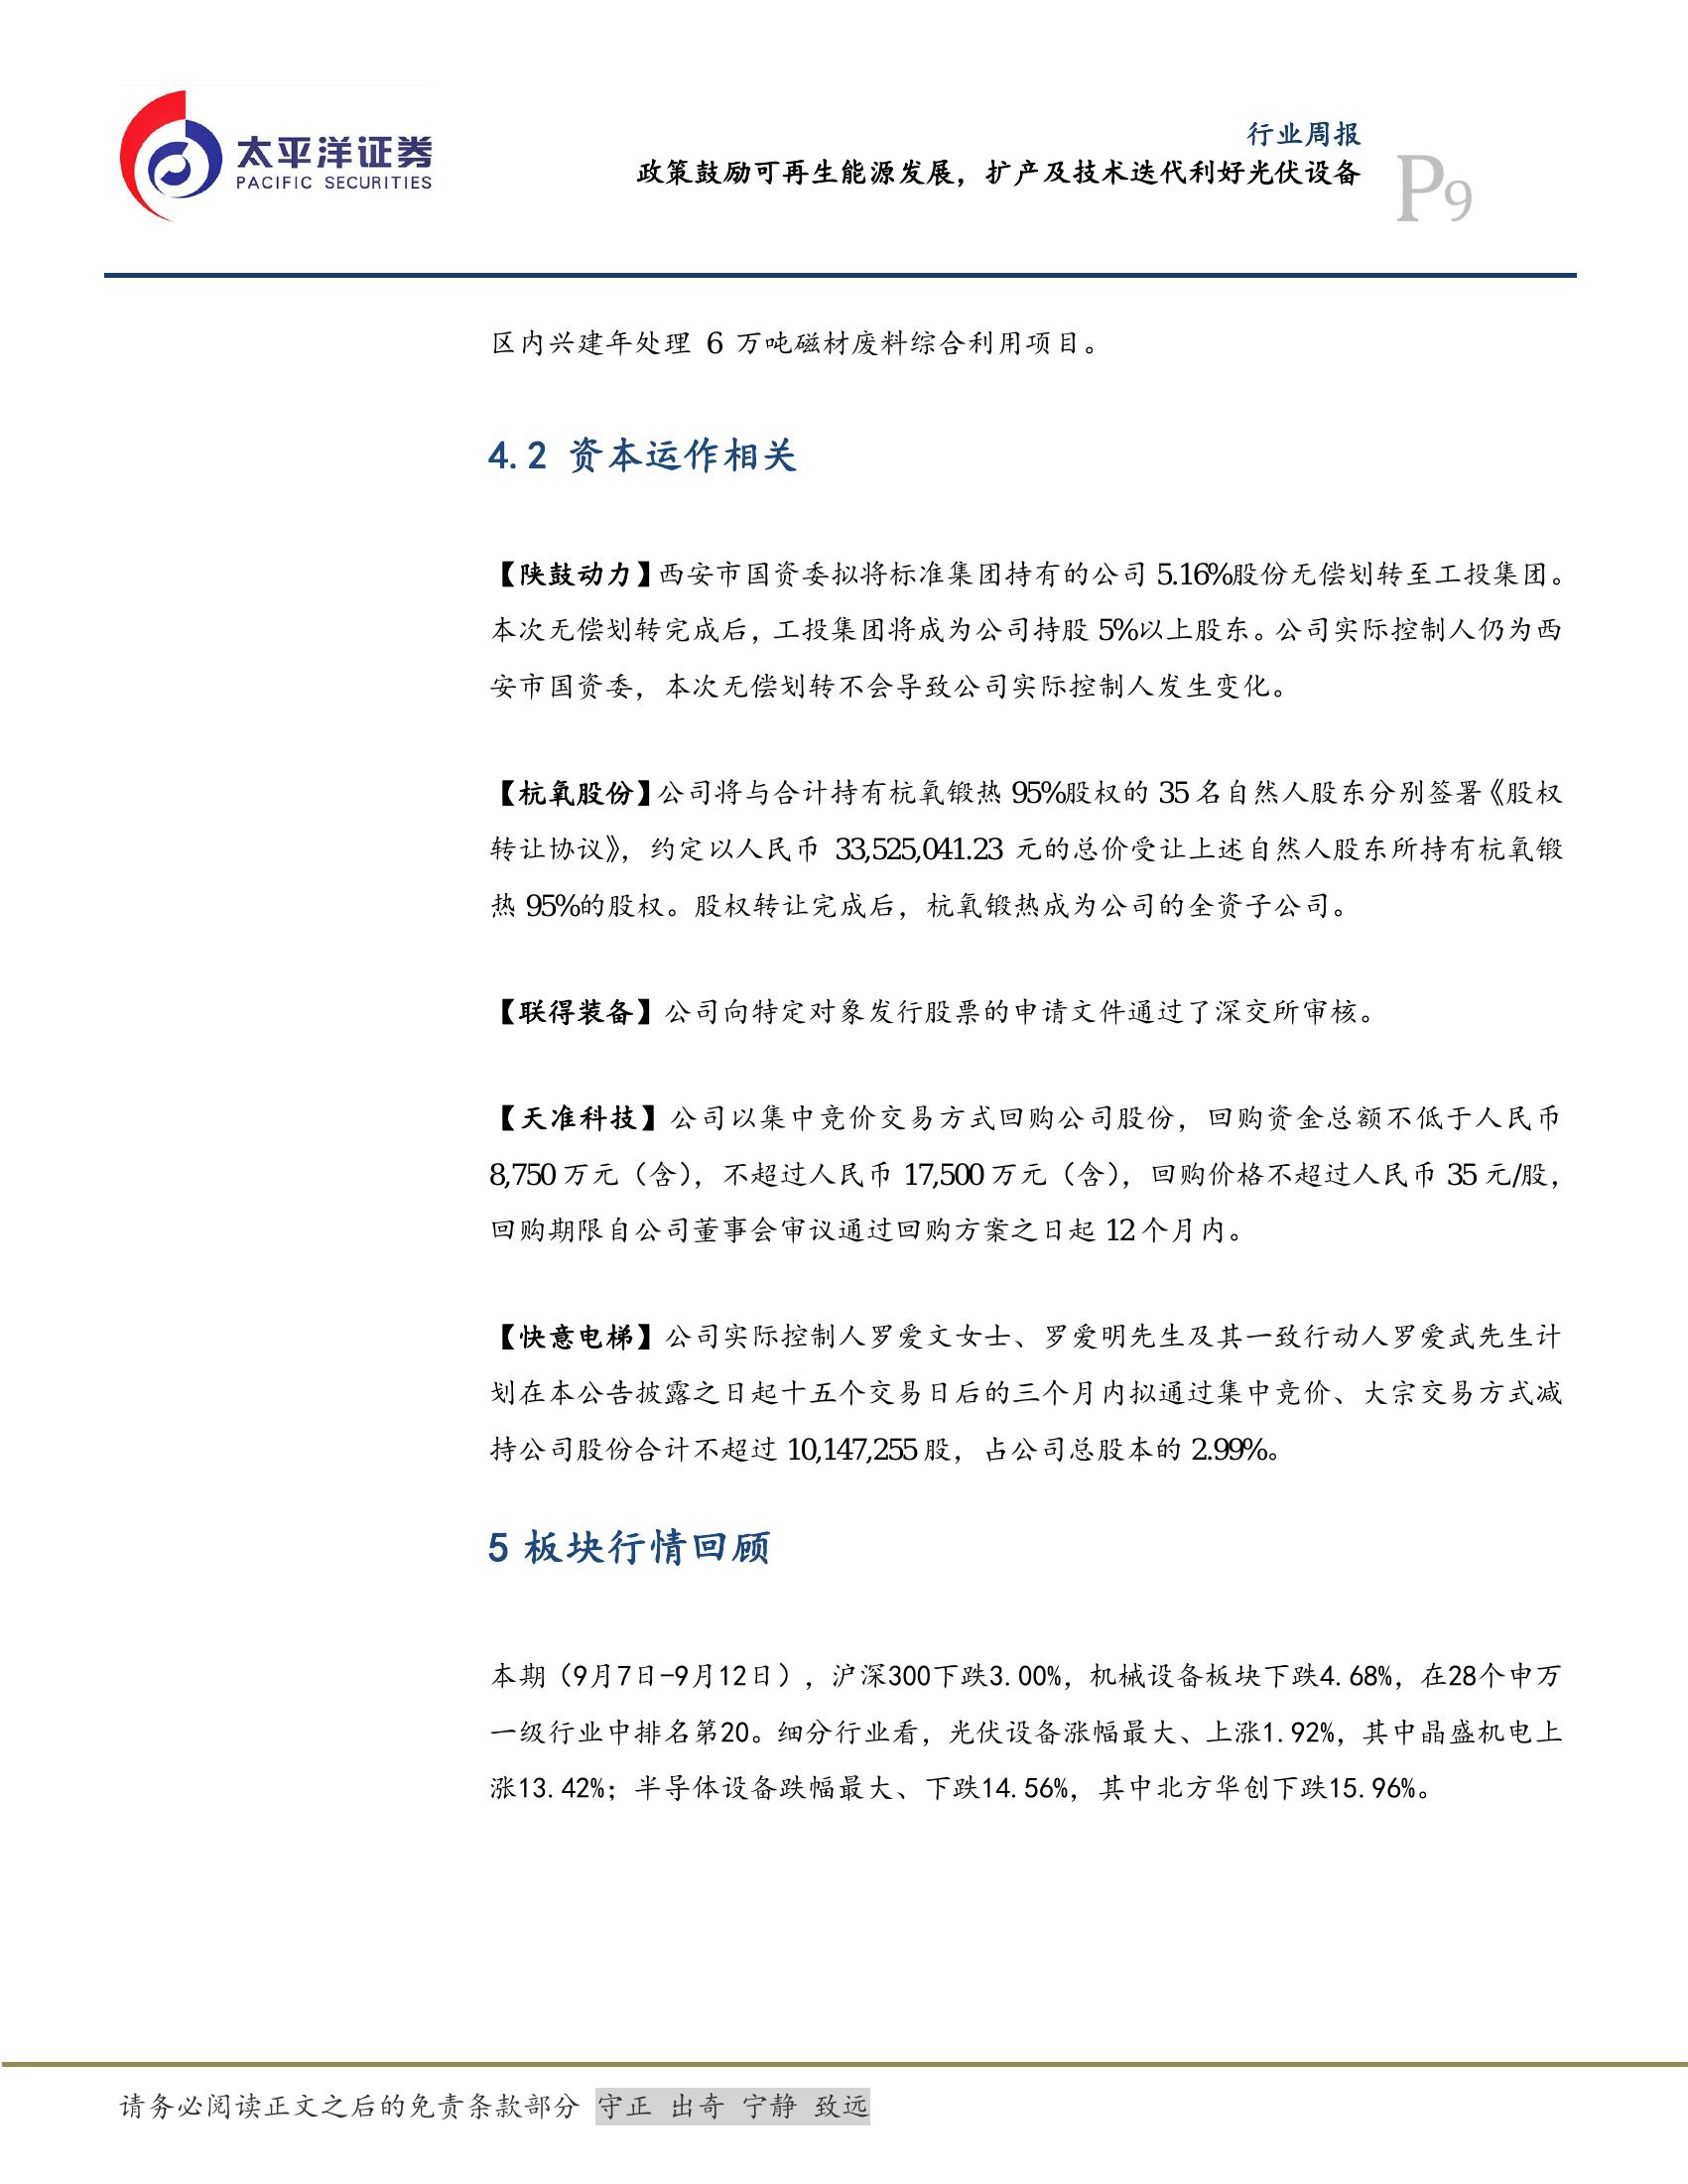 太平洋证券
PACIFIC SECURITIES
行业周报
政策鼓励可再生能源发展，扩产及技术迭代利好光伏设备
P9
区内兴建年处理 6 万吨磁材废料综合利用项目。
4.2 资本运作相关
【陕鼓动力】西安市国资委拟将标准集团持有的公司 5.16%股份无偿划转至工投集团。
本次无偿划转完成后，工投集团将成为公司持股 5%以上股东。公司实际控制人仍为西
安市国资委，本次无偿划转不会导致公司实际控制人发生变化。
【杭氧股份】公司将与合计持有杭氧锻热 95%股权的 35 名自然人股东分别签署《股权
转让协议》，约定以人民币 33,525,041.23 元的总价受让上述自然人股东所持有杭氧锻
热 95%的股权。股权转让完成后，杭氧锻热成为公司的全资子公司。
【联得装备】公司向特定对象发行股票的申请文件通过了深交所审核。
【天准科技】公司以集中竞价交易方式回购公司股份，回购资金总额不低于人民币
8,750 万元（含），不超过人民币 17,500 万元（含），回购价格不超过人民币 35 元/股，
回购期限自公司董事会审议通过回购方案之日起 12 个月内。
【快意电梯】公司实际控制人罗爱文女士、罗爱明先生及其一致行动人罗爱武先生计
划在本公告披露之日起十五个交易日后的三个月内拟通过集中竞价、大宗交易方式减
持公司股份合计不超过 10,147,255 股，占公司总股本的 2.99%。
5 板块行情回顾
本期（9月7日-9月12日），沪深300下跌3.00%，机械设备板块下跌4.68%，在28个申万
一级行业中排名第20。细分行业看，光伏设备涨幅最大、上涨1.92%，其中晶盛机电上
涨13.42%；半导体设备跌幅最大、下跌14.56%，其中北方华创下跌15.96%。
请务必阅读正文之后的免责条款部分 守正 出奇 宁静 致远